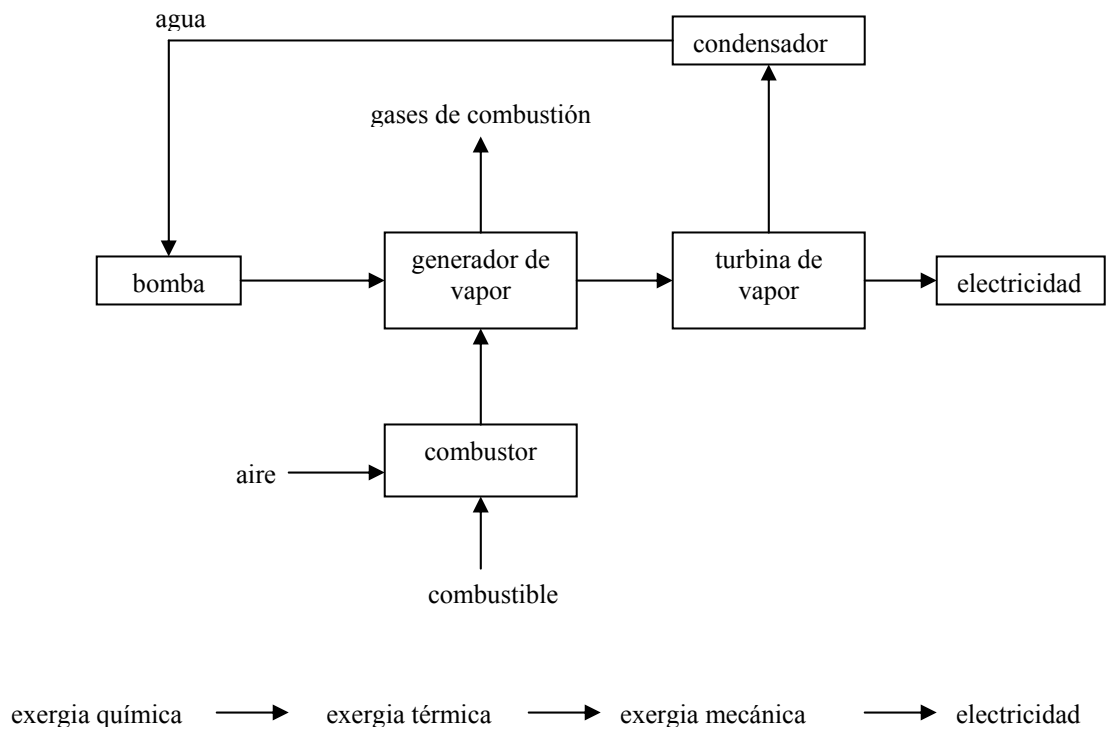 agua
condensador
gases de combustión
bomba
generador de
vapor
turbina de
vapor
electricidad
combustor
aire
combustible
exergia química
exergia térmica
exergia mecánica
electricidad